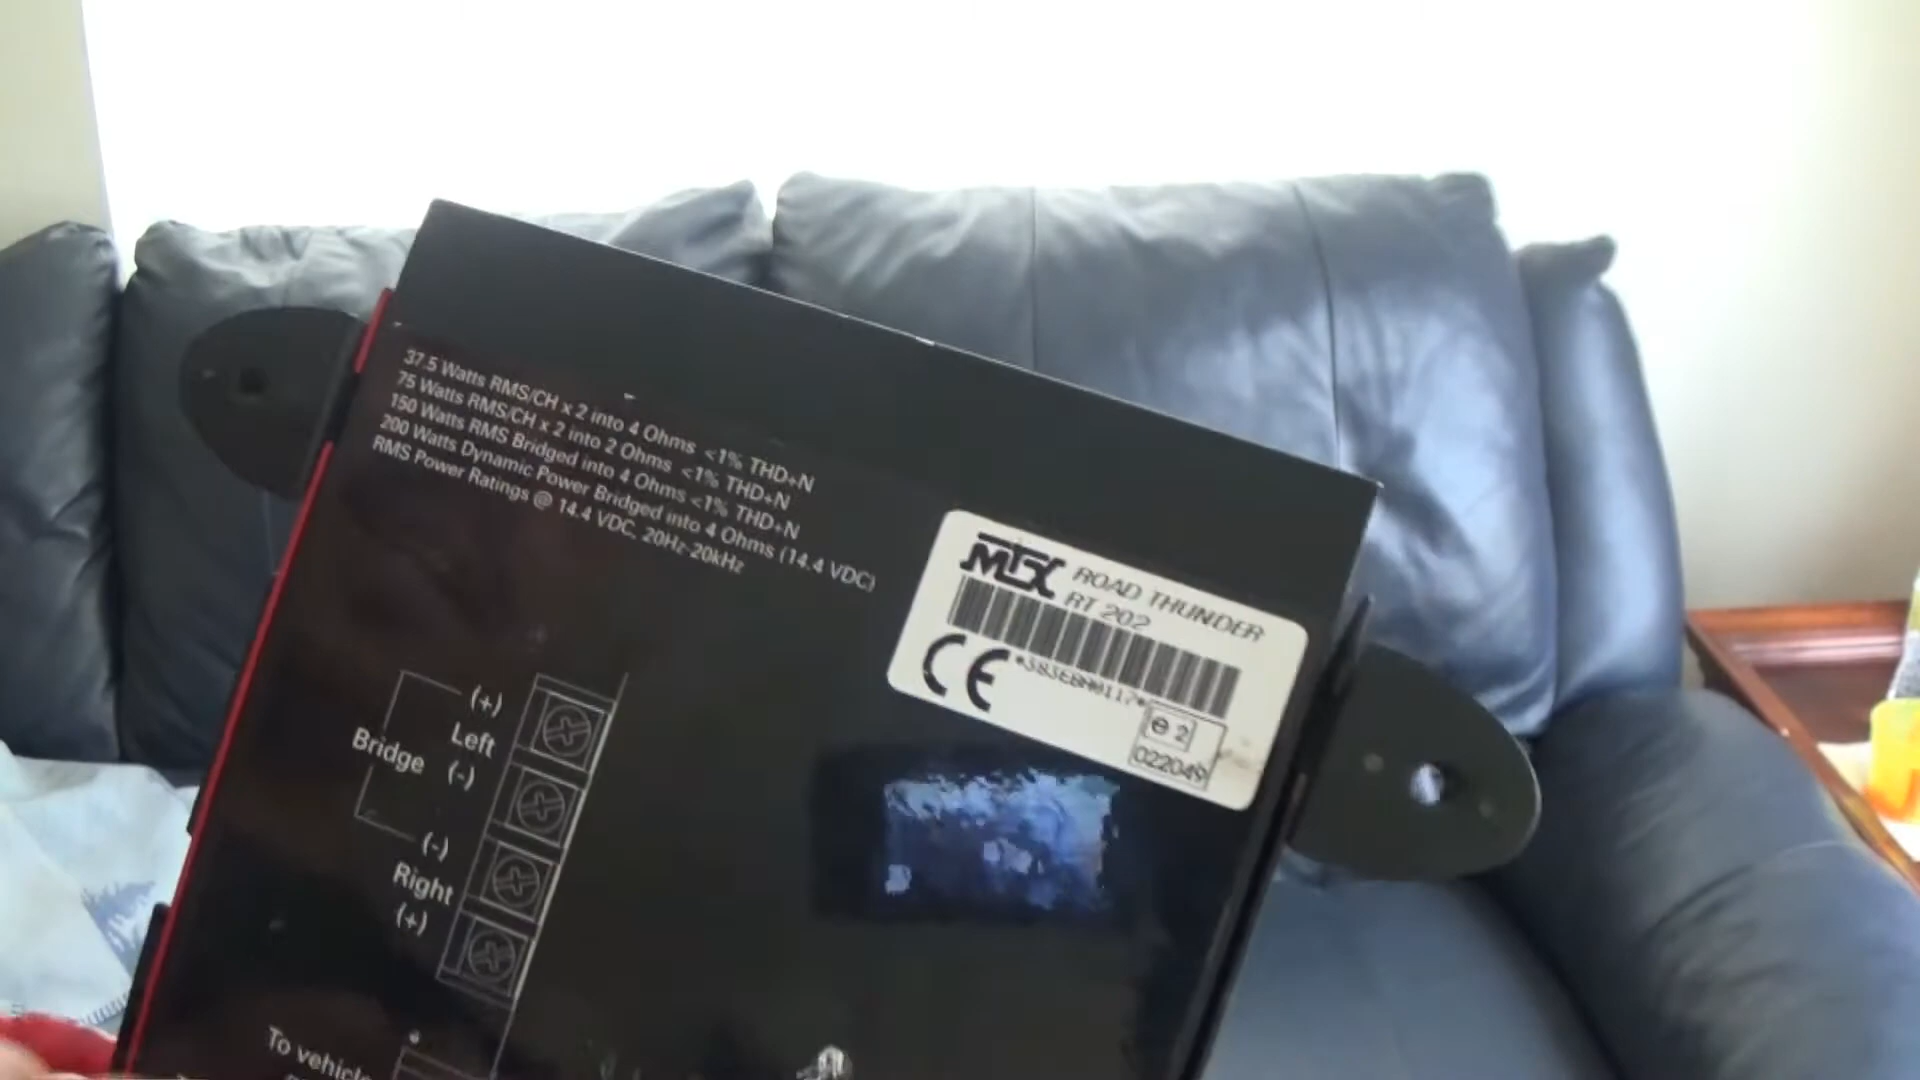 37.5 Watts RMS/CH x 2 into 4 Ohms <1% THD+N
75 Watts RMS/CH x 2 into 2 Ohms <1% THD+N
150 Watts RMS Bridged into 4 Ohms <1% THD+N
200 Watts Dynamic Power Bridged into 4 Ohms (14.4 VDC)
RMS Power Ratings @ 14.4 VDC, 20Hz-20kHz
MTX ROAD THUNDER
RT 202
CE
e 2
022049
(+)
Left
Bridge (-)
(-)
Right
(+)
To vehicle